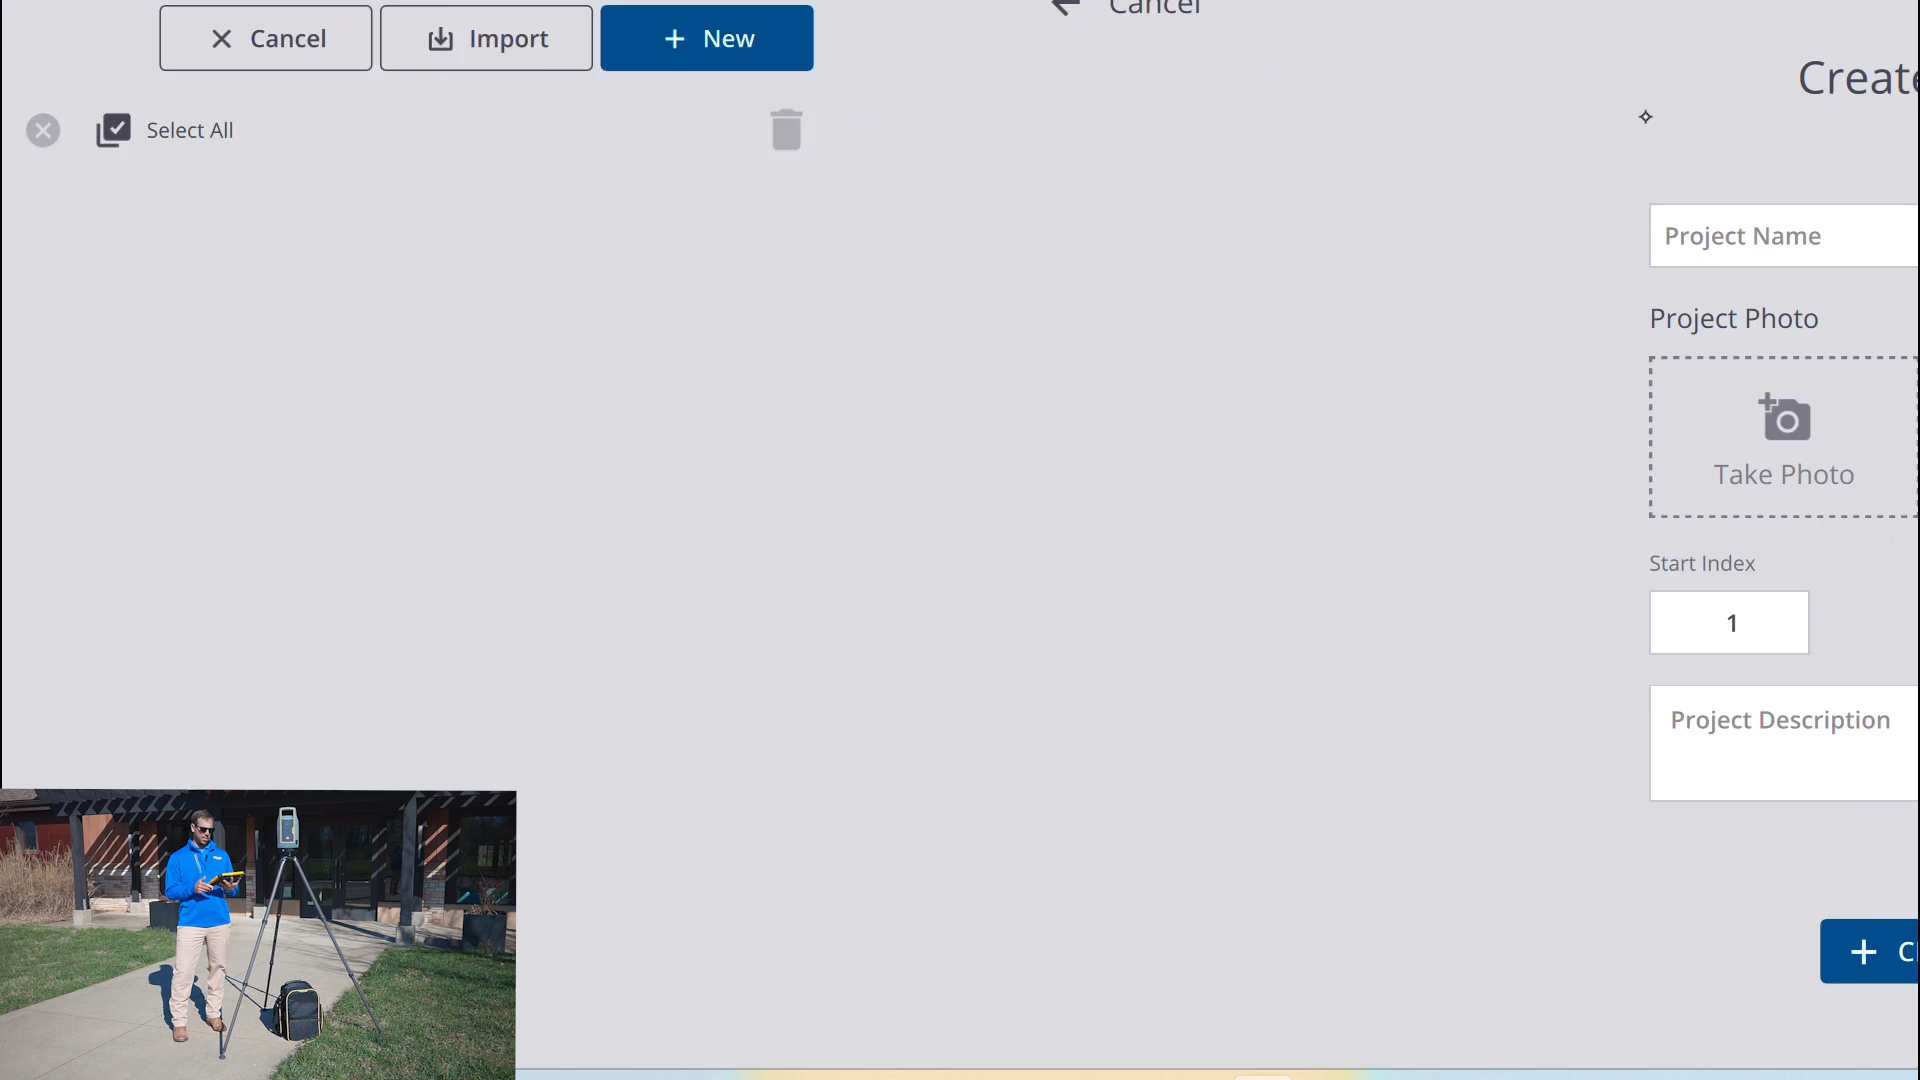 Cancel
Import
New
Select All
Cancel
Create
Project Name
Project Photo
Take Photo
Start Index
1
Project Description